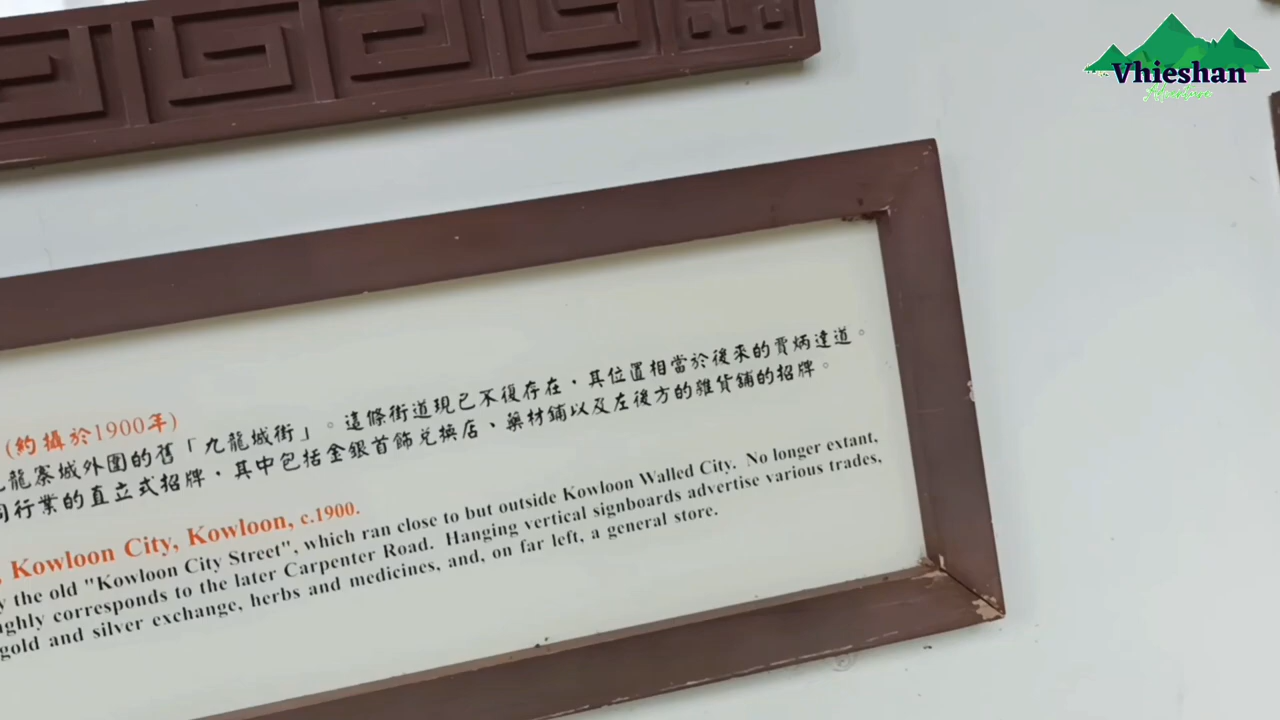 Vhieshan
(約攝於1900年)
龍寨城外圍的舊「九龍城街」。這條街道現已不復存在，其位置相當於後來的賈炳達道。
同行業的直立式招牌，其中包括金銀首飾兌換店、藥材鋪以及左後方的雜貨鋪的招牌。
, Kowloon City, Kowloon, c.1900.
the old "Kowloon City Street", which ran close to but outside Kowloon Walled City. No longer extant,
corresponds to the later Carpenter Road. Hanging vertical signboards advertise various trades,
gold and silver exchange, herbs and medicines, and, on far left, a general store.